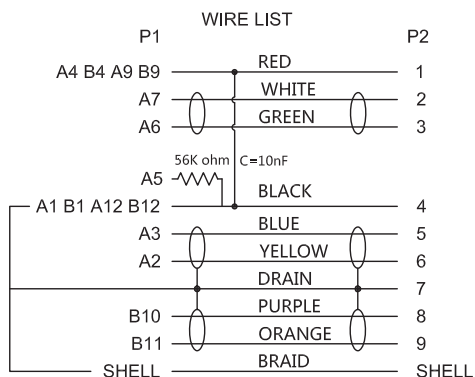 WIRE LIST
P1 P2
A4 B4 A9 B9 RED 1
A7 WHITE 2
A6 GREEN 3
56K ohm C=10nF
A5
A1 B1 A12 B12 BLACK 4
A3 BLUE 5
A2 YELLOW 6
DRAIN 7
B10 PURPLE 8
B11 ORANGE 9
SHELL BRAID SHELL